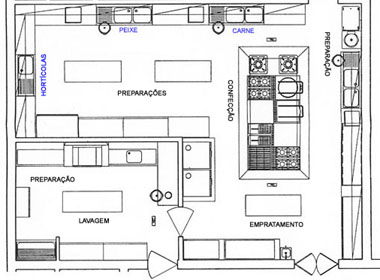 PEIXE
CARNE
PREPARAÇÃO
HORTÍCOLAS
PREPARAÇÕES
CONFECÇÃO
PREPARAÇÃO
LAVAGEM
EMPRATAMENTO